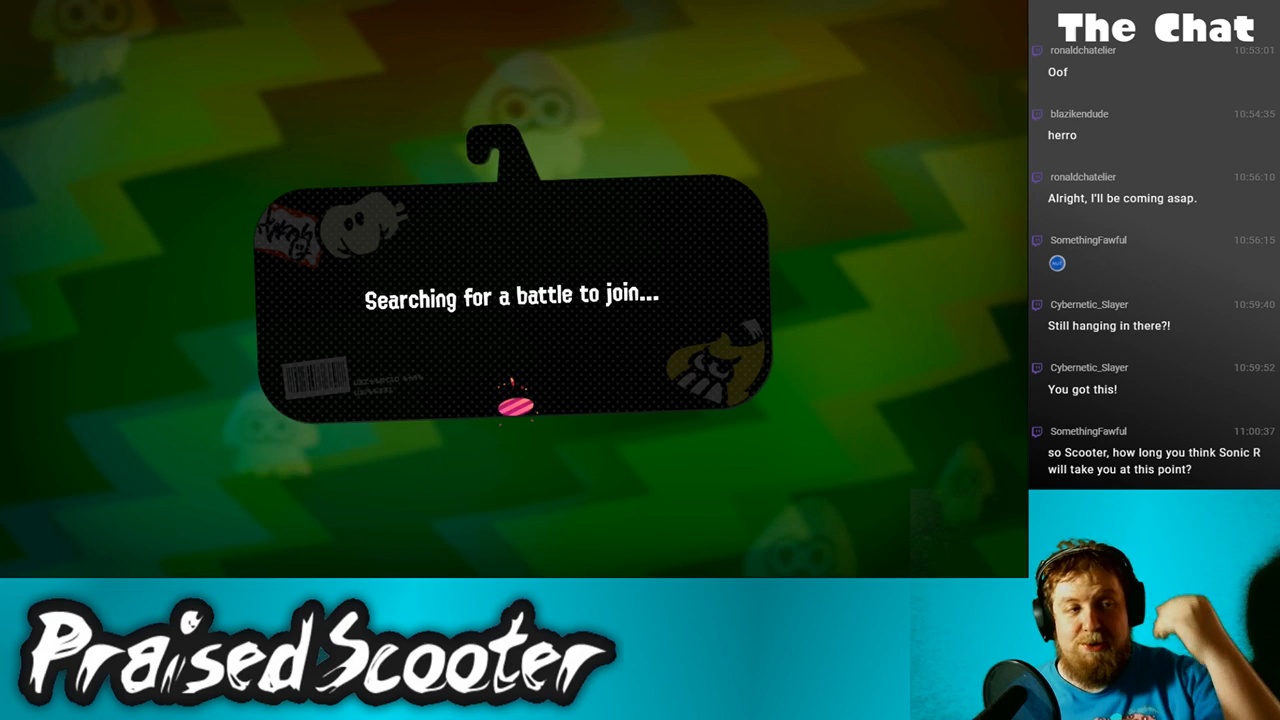 The Chat
ronaldchatelier 10:53:01
Oof
blazikendude 10:54:35
herro
ronaldchatelier 10:56:10
Alright, I'll be coming asap.
SomethingFawful 10:56:15
Cybernetic_Slayer 10:59:40
Still hanging in there?!
Cybernetic_Slayer 10:59:52
You got this!
SomethingFawful 11:00:37
so Scooter, how long you think Sonic R
will take you at this point?
Searching for a battle to join...
PraisedScooter